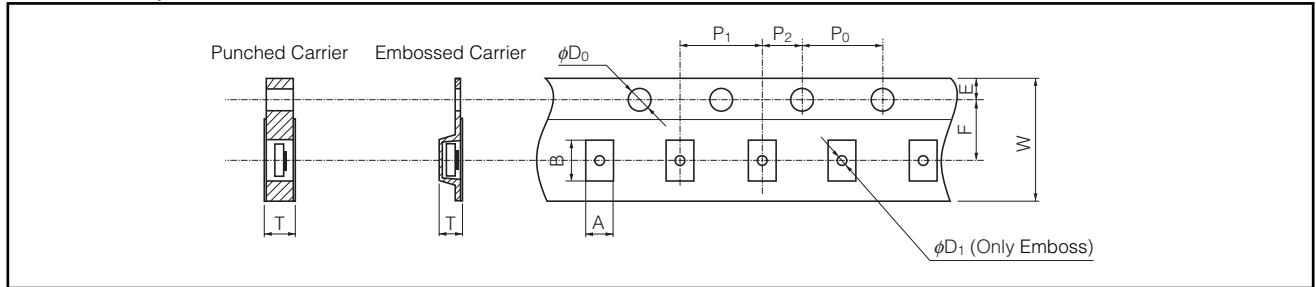 P₁ P₂ P₀
Punched Carrier Embossed Carrier ϕD₀
E
F
W
B
T T A
ϕD₁ (Only Emboss)